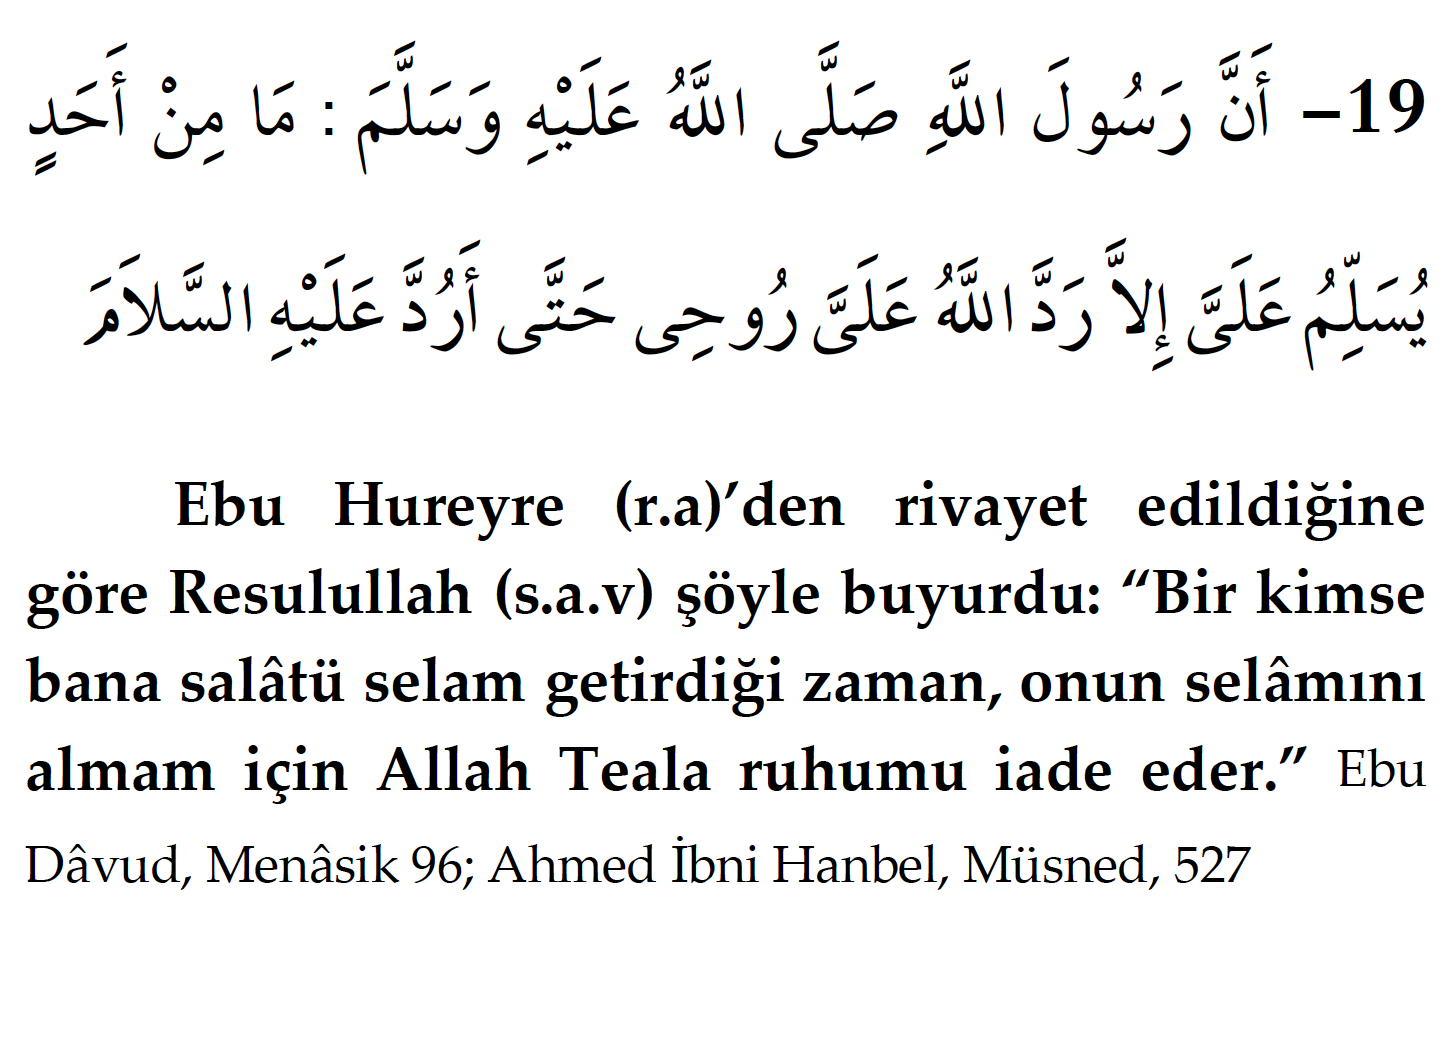 19- أَنَّ رَسُولَ اللَّهِ صَلَّى اللَّهُ عَلَيْهِ وَسَلَّمَ : مَا مِنْ أَحَدٍ
يُسَلِّمُ عَلَىَّ إِلاَّ رَدَّ اللَّهُ عَلَىَّ رُوحِى حَتَّى أَرُدَّ عَلَيْهِ السَّلاَمَ
Ebu Hureyre (r.a)’den rivayet edildiğine
göre Resulullah (s.a.v) şöyle buyurdu: “Bir kimse
bana salâtü selam getirdiği zaman, onun selâmını
almam için Allah Teala ruhumu iade eder.” Ebu
Dâvud, Menâsik 96; Ahmed İbni Hanbel, Müsned, 527